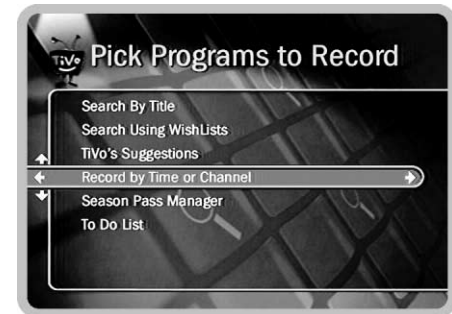 TiVo Pick Programs to Record
Search By Title
Search Using WishLists
TiVo's Suggestions
Record by Time or Channel
Season Pass Manager
To Do List